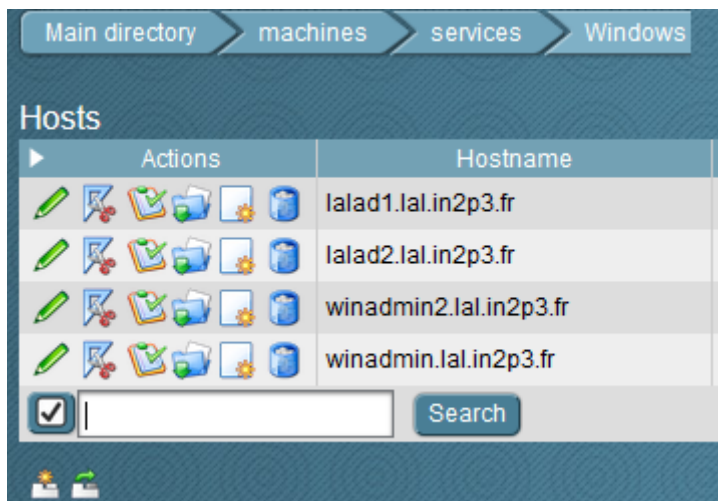 Main directory machines services Windows
Hosts
Actions Hostname
lalad1.lal.in2p3.fr
lalad2.lal.in2p3.fr
winadmin2.lal.in2p3.fr
winadmin.lal.in2p3.fr
Search